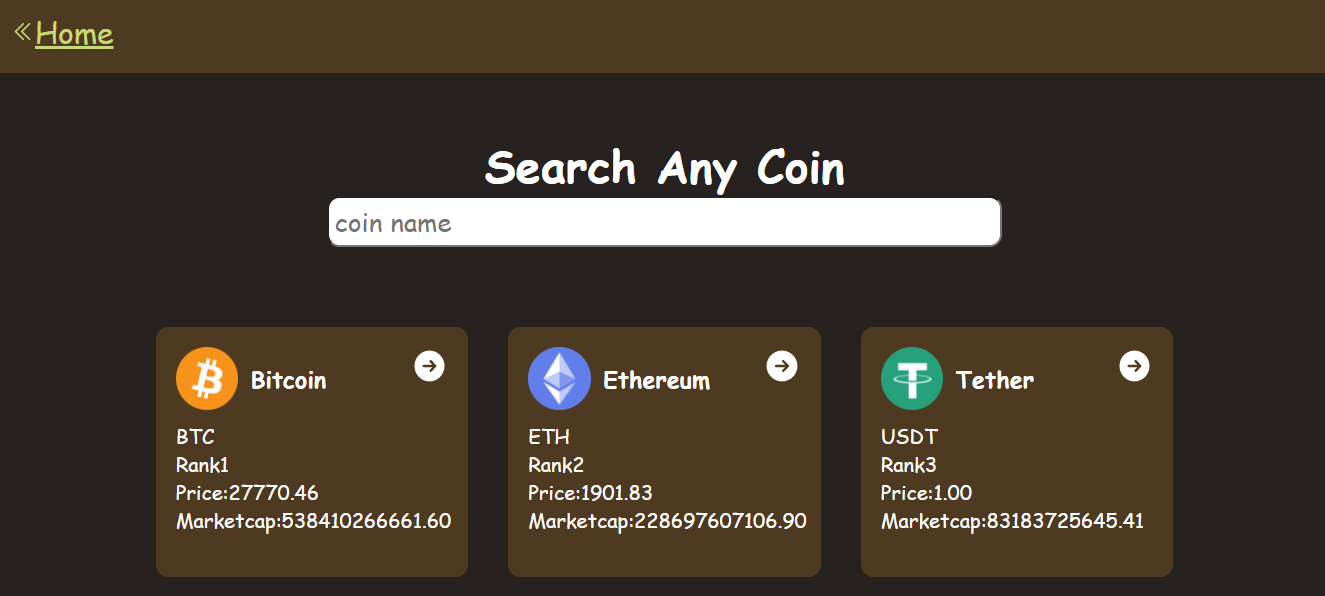 Home
Search Any Coin
coin name
Bitcoin
BTC
Rank1
Price:27770.46
Marketcap:538410266661.60
Ethereum
ETH
Rank2
Price:1901.83
Marketcap:228697607106.90
Tether
USDT
Rank3
Price:1.00
Marketcap:83183725645.41